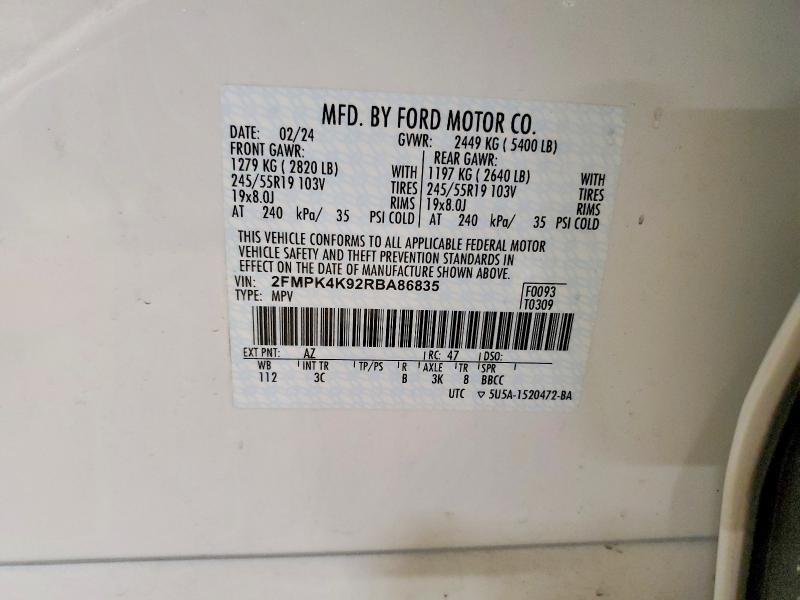 MFD. BY FORD MOTOR CO.
DATE: 02/24 GVWR: 2449 KG ( 5400 LB)
FRONT GAWR: REAR GAWR:
1279 KG ( 2820 LB) WITH 1197 KG ( 2640 LB) WITH
245/55R19 103V TIRES 245/55R19 103V TIRES
19x8.0J RIMS 19x8.0J RIMS
AT 240 kPa/ 35 PSI COLD AT 240 kPa/ 35 PSI COLD
THIS VEHICLE CONFORMS TO ALL APPLICABLE FEDERAL MOTOR
VEHICLE SAFETY AND THEFT PREVENTION STANDARDS IN
EFFECT ON THE DATE OF MANUFACTURE SHOWN ABOVE.
VIN: 2FMPK4K92RBA86835 F0093
TYPE: MPV T0309
EXT PNT: AZ RC: 47 DSO:
WB INT TR TP/PS R AXLE TR SPR
112 3C B 3K 8 BBCC
UTC ▽ 5U5A-1520472-BA